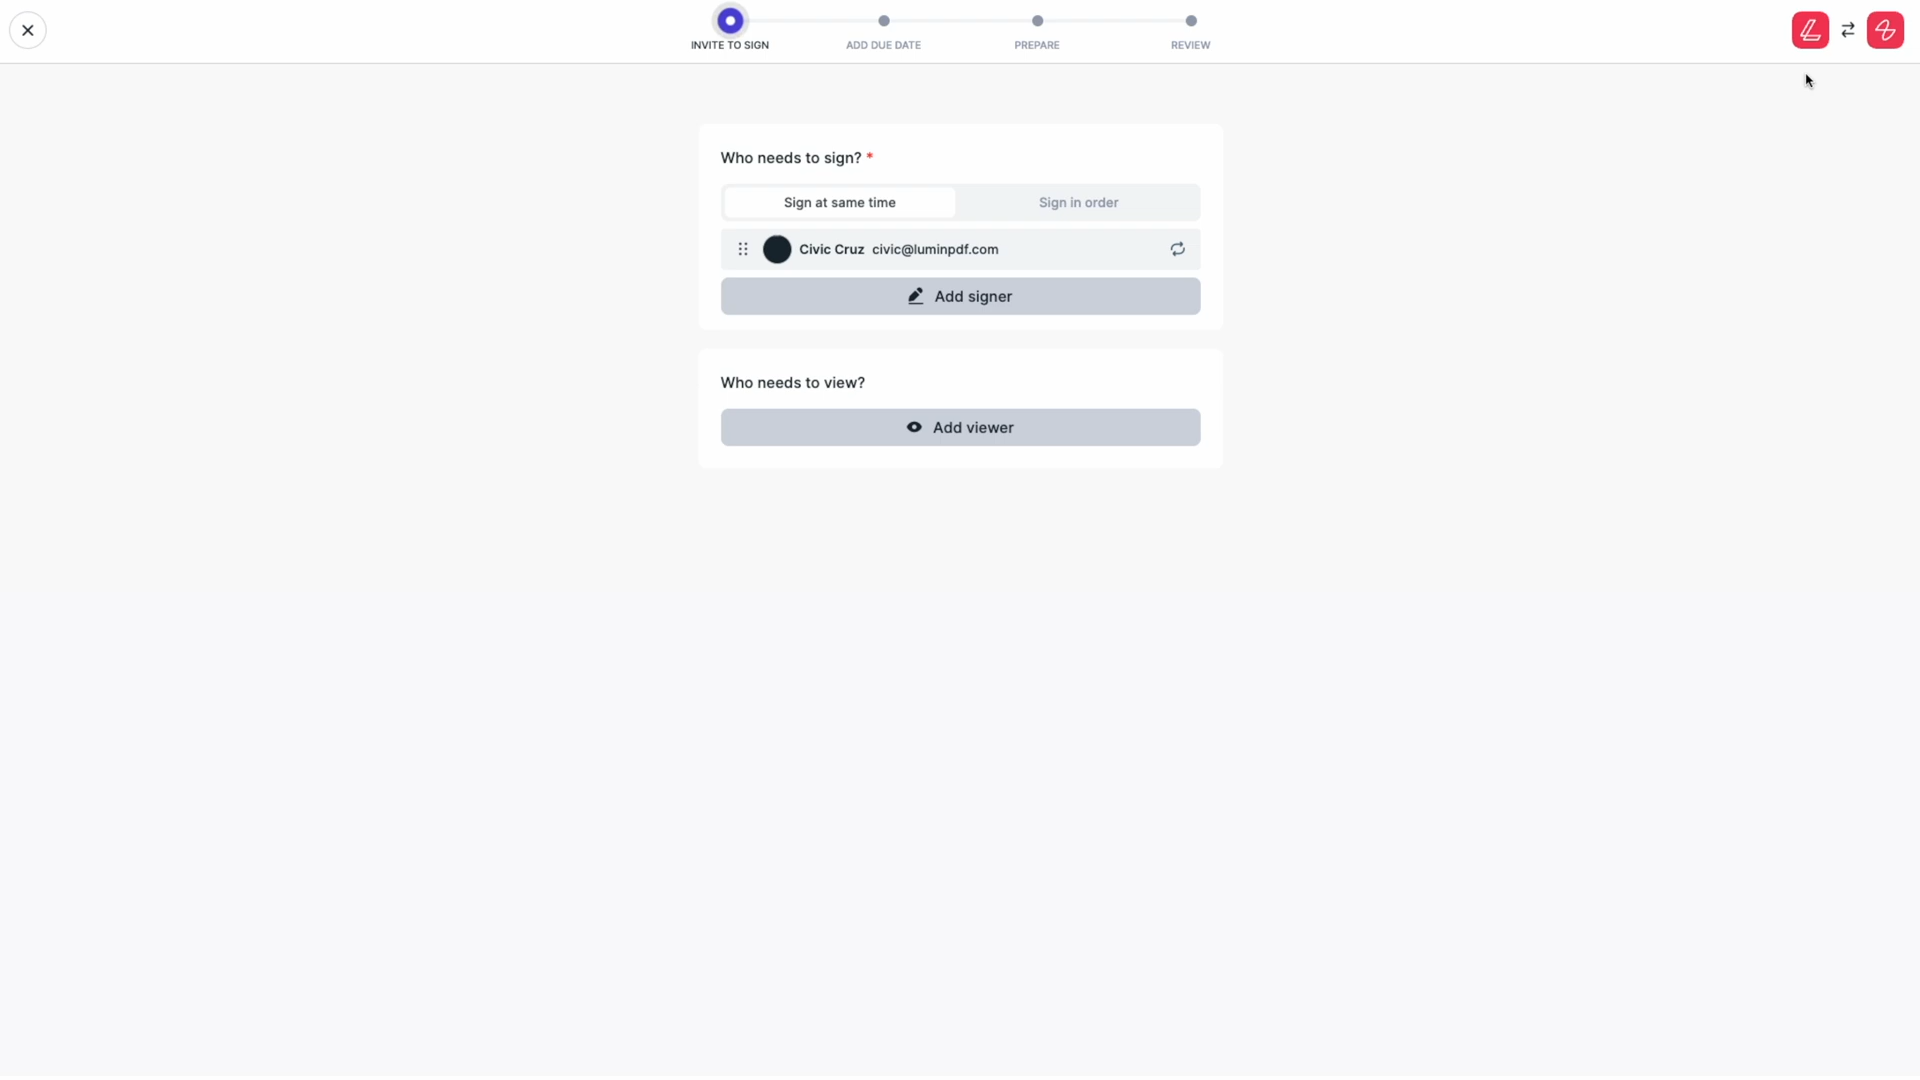 INVITE TO SIGN
ADD DUE DATE
PREPARE
REVIEW
Who needs to sign? *
Sign at same time
Sign in order
Civic Cruz civic@luminpdf.com
Add signer
Who needs to view?
Add viewer